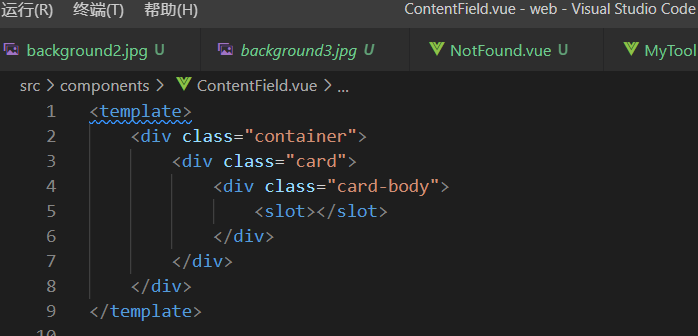 运行(R) 终端(T) 帮助(H) ContentField.vue - web - Visual Studio Code
background2.jpg U background3.jpg U NotFound.vue U MyTool
src > components > ContentField.vue > ...
1 <template>
2 <div class="container">
3 <div class="card">
4 <div class="card-body">
5 <slot></slot>
6 </div>
7 </div>
8 </div>
9 </template>
10